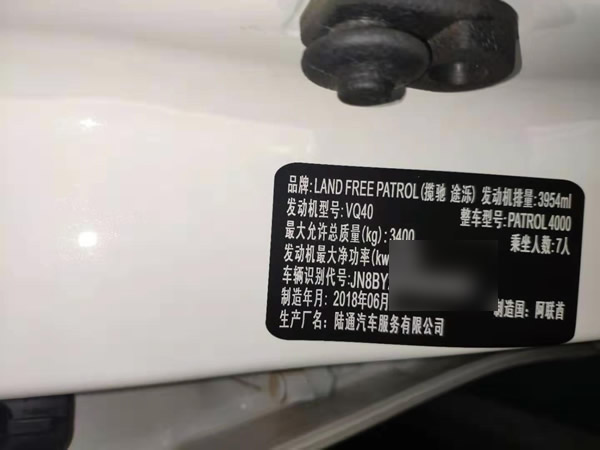 品牌:LAND FREE PATROL(揽驰 途泺) 发动机排量:3954ml
发动机型号:VQ40 整车型号:PATROL 4000
最大允许总质量(kg):3400 乘坐人数:7人
发动机最大净功率(kw
车辆识别代号:JN8BY
制造年月: 2018年06月 制造国: 阿联酋
生产厂名: 陆通汽车服务有限公司